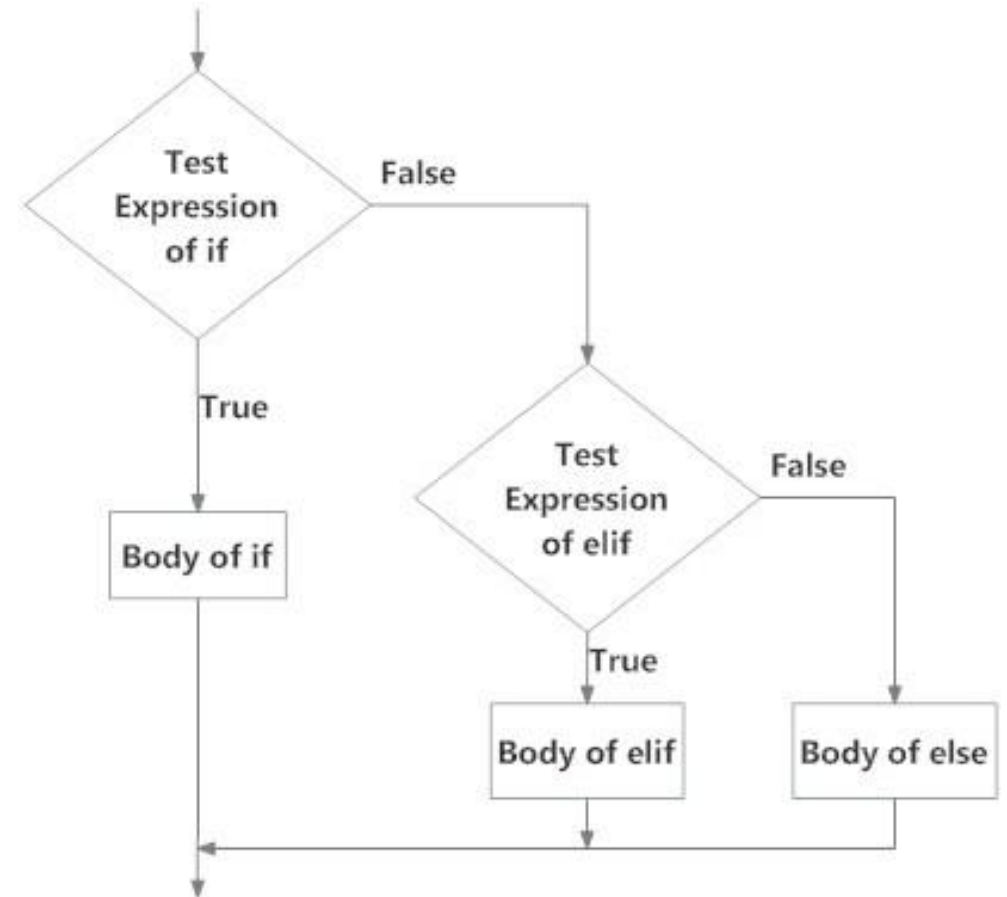 Test
Expression
of if
False
True
Body of if
Test
Expression
of elif
False
True
Body of elif
Body of else